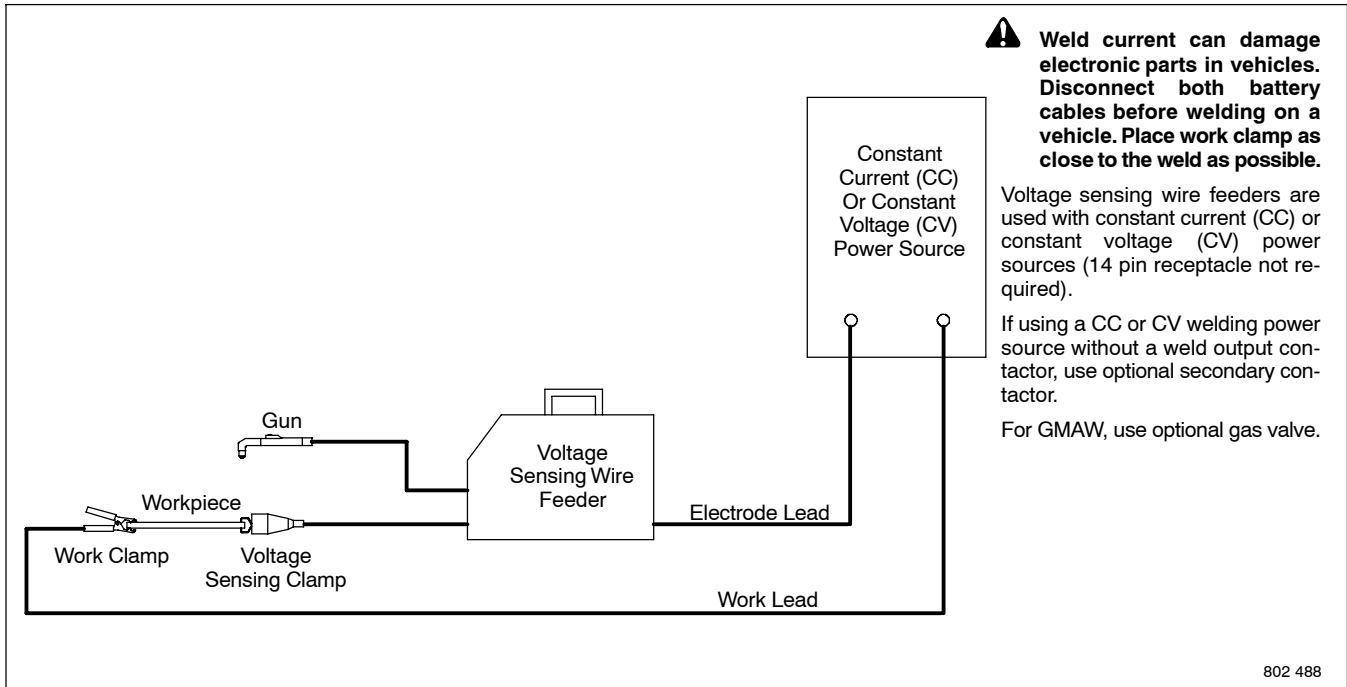 Weld current can damage
electronic parts in vehicles.
Disconnect both battery
cables before welding on a
vehicle. Place work clamp as
close to the weld as possible.
Voltage sensing wire feeders are
used with constant current (CC) or
constant voltage (CV) power
sources (14 pin receptacle not re-
quired).
If using a CC or CV welding power
source without a weld output con-
tactor, use optional secondary con-
tactor.
For GMAW, use optional gas valve.
Constant
Current (CC)
Or Constant
Voltage (CV)
Power Source
Gun
Voltage
Sensing Wire
Feeder
Workpiece
Electrode Lead
Work Clamp
Voltage
Sensing Clamp
Work Lead
802 488